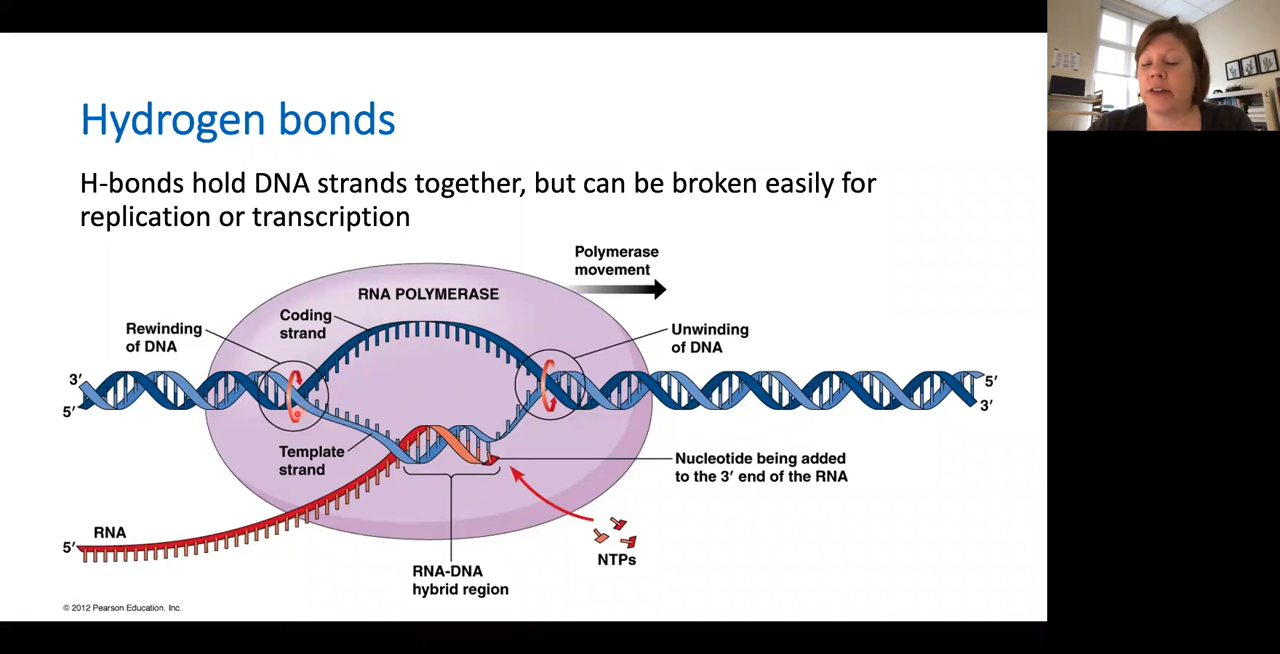 Hydrogen bonds
H-bonds hold DNA strands together, but can be broken easily for
replication or transcription
Polymerase
movement
RNA POLYMERASE
Coding
strand
Rewinding
of DNA
Unwinding
of DNA
3′
5′
5′
3′
Template
strand
Nucleotide being added
to the 3′ end of the RNA
RNA
5′
NTPs
RNA-DNA
hybrid region
© 2012 Pearson Education, Inc.